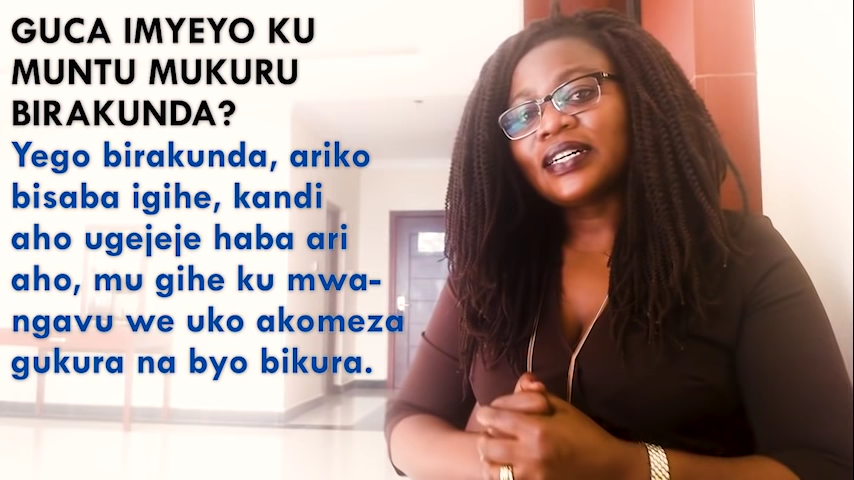 GUCA IMYEYO KU
MUNTU MUKURU
BIRAKUNDA?
Yego birakunda, ariko
bisaba igihe, kandi
aho ugejeje haba ari
aho, mu gihe ku mwa-
ngavu we uko akomeza
gukura na byo bikura.